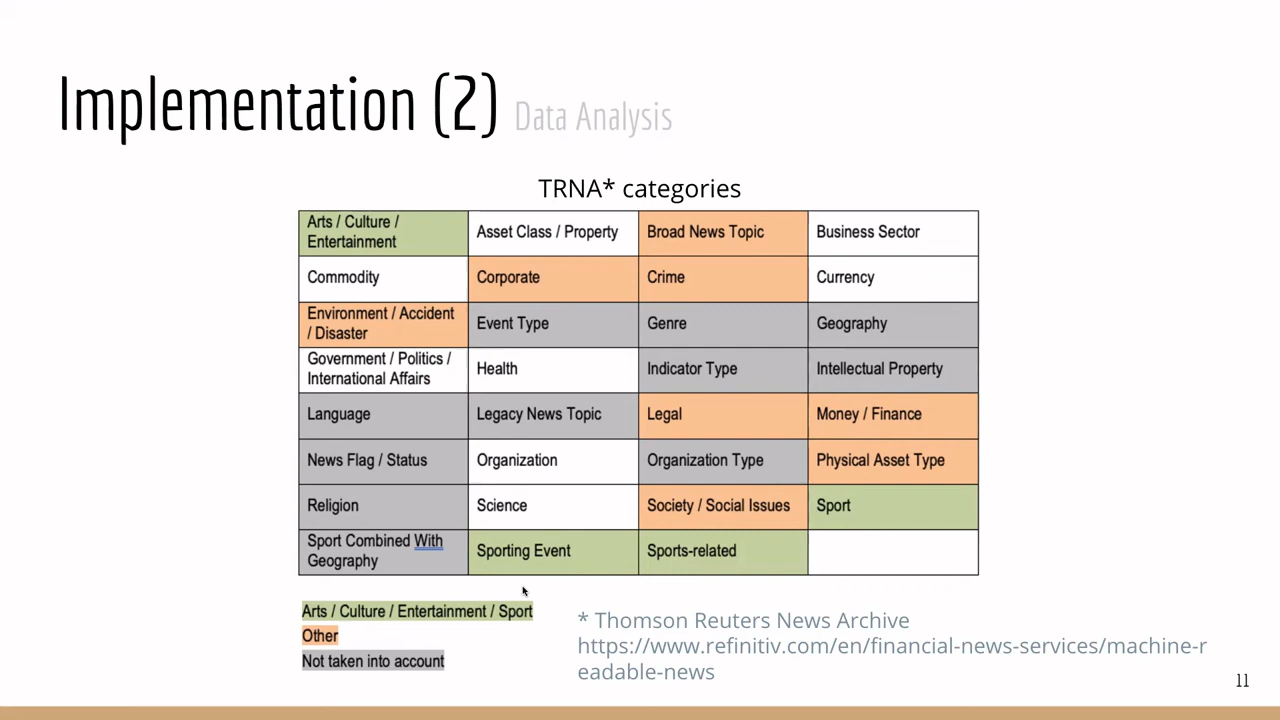 Implementation (2) Data Analysis
TRNA* categories
Arts / Culture /
Entertainment
Asset Class / Property
Broad News Topic
Business Sector
Commodity
Corporate
Crime
Currency
Environment / Accident
/ Disaster
Event Type
Genre
Geography
Government / Politics /
International Affairs
Health
Indicator Type
Intellectual Property
Language
Legacy News Topic
Legal
Money / Finance
News Flag / Status
Organization
Organization Type
Physical Asset Type
Religion
Science
Society / Social Issues
Sport
Sport Combined With
Geography
Sporting Event
Sports-related
Arts / Culture / Entertainment / Sport
Other
Not taken into account
* Thomson Reuters News Archive
https://www.refinitiv.com/en/financial-news-services/machine-r
eadable-news
11